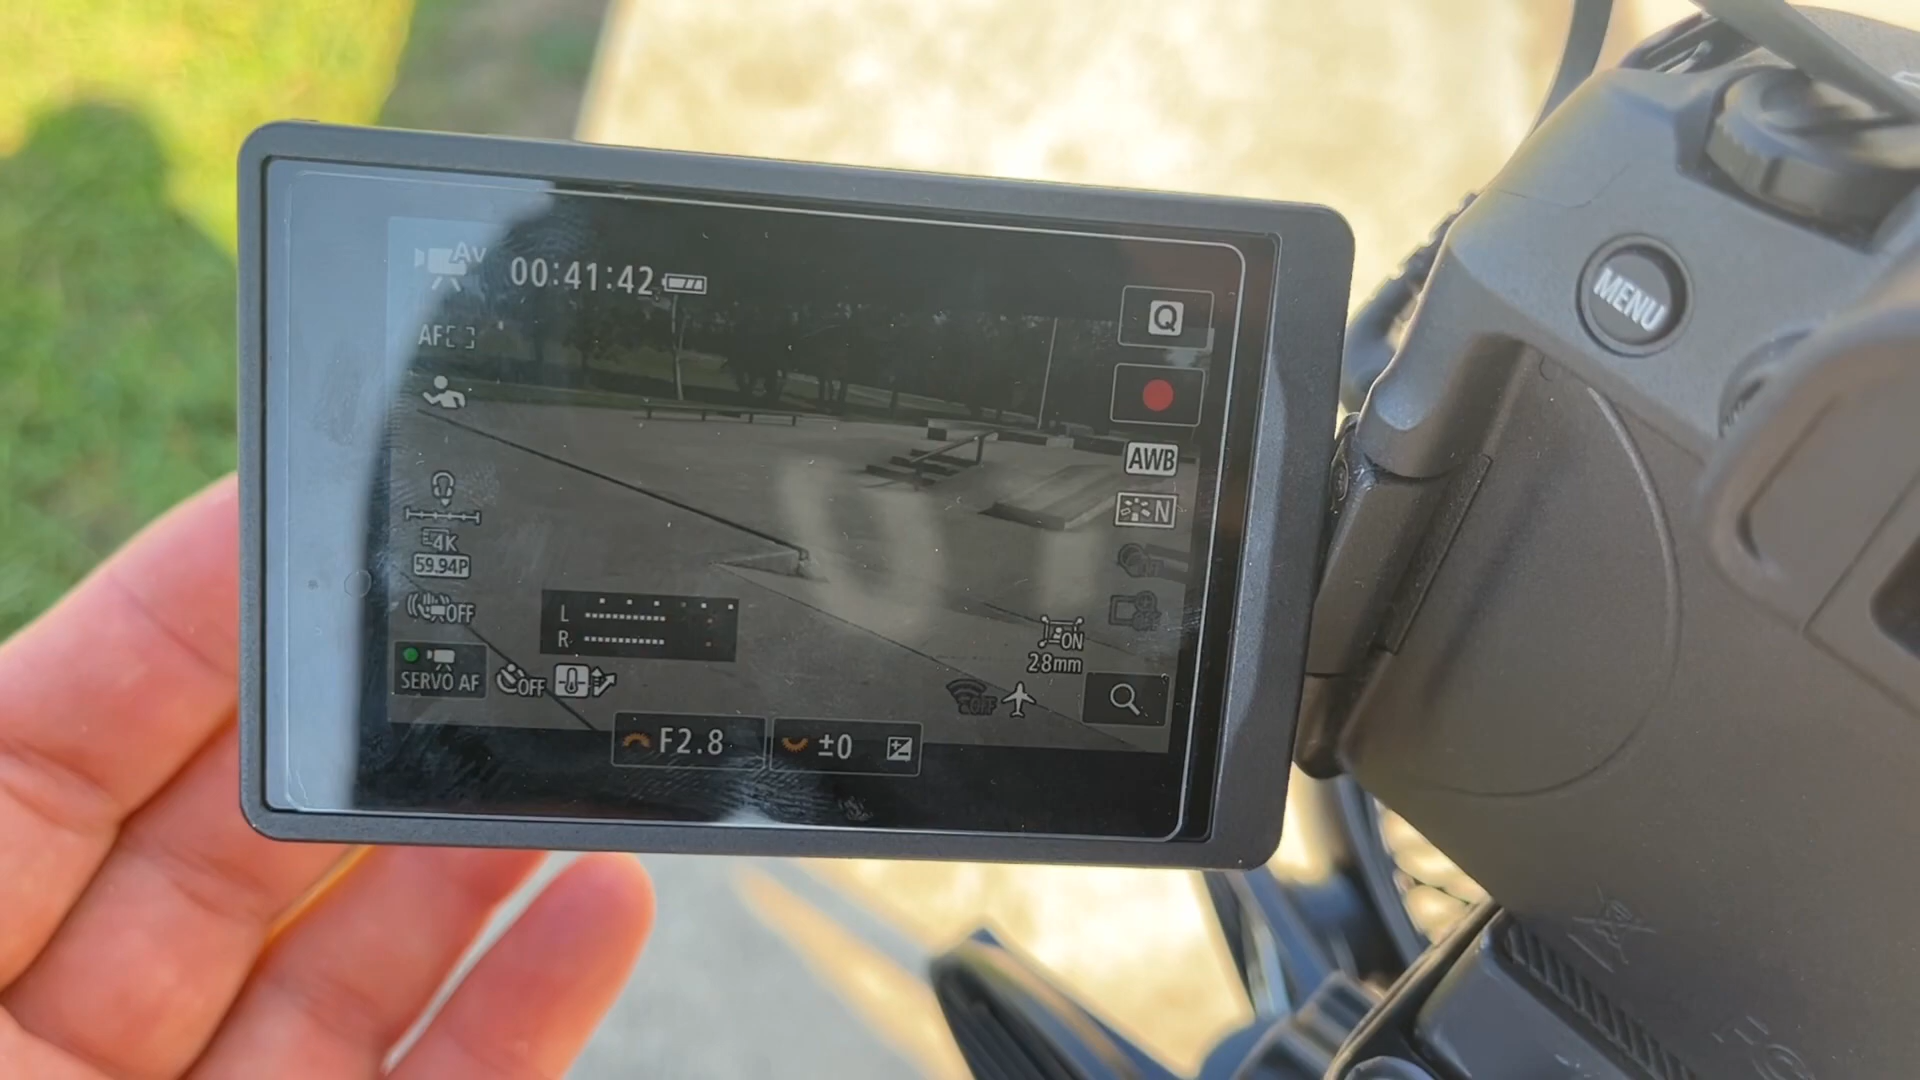 Av
00:41:42
Q
AF
AWB
N
4K
59.94P
OFF
L
R
ON
28mm
SERVO AF
OFF
OFF
F2.8
±0
MENU